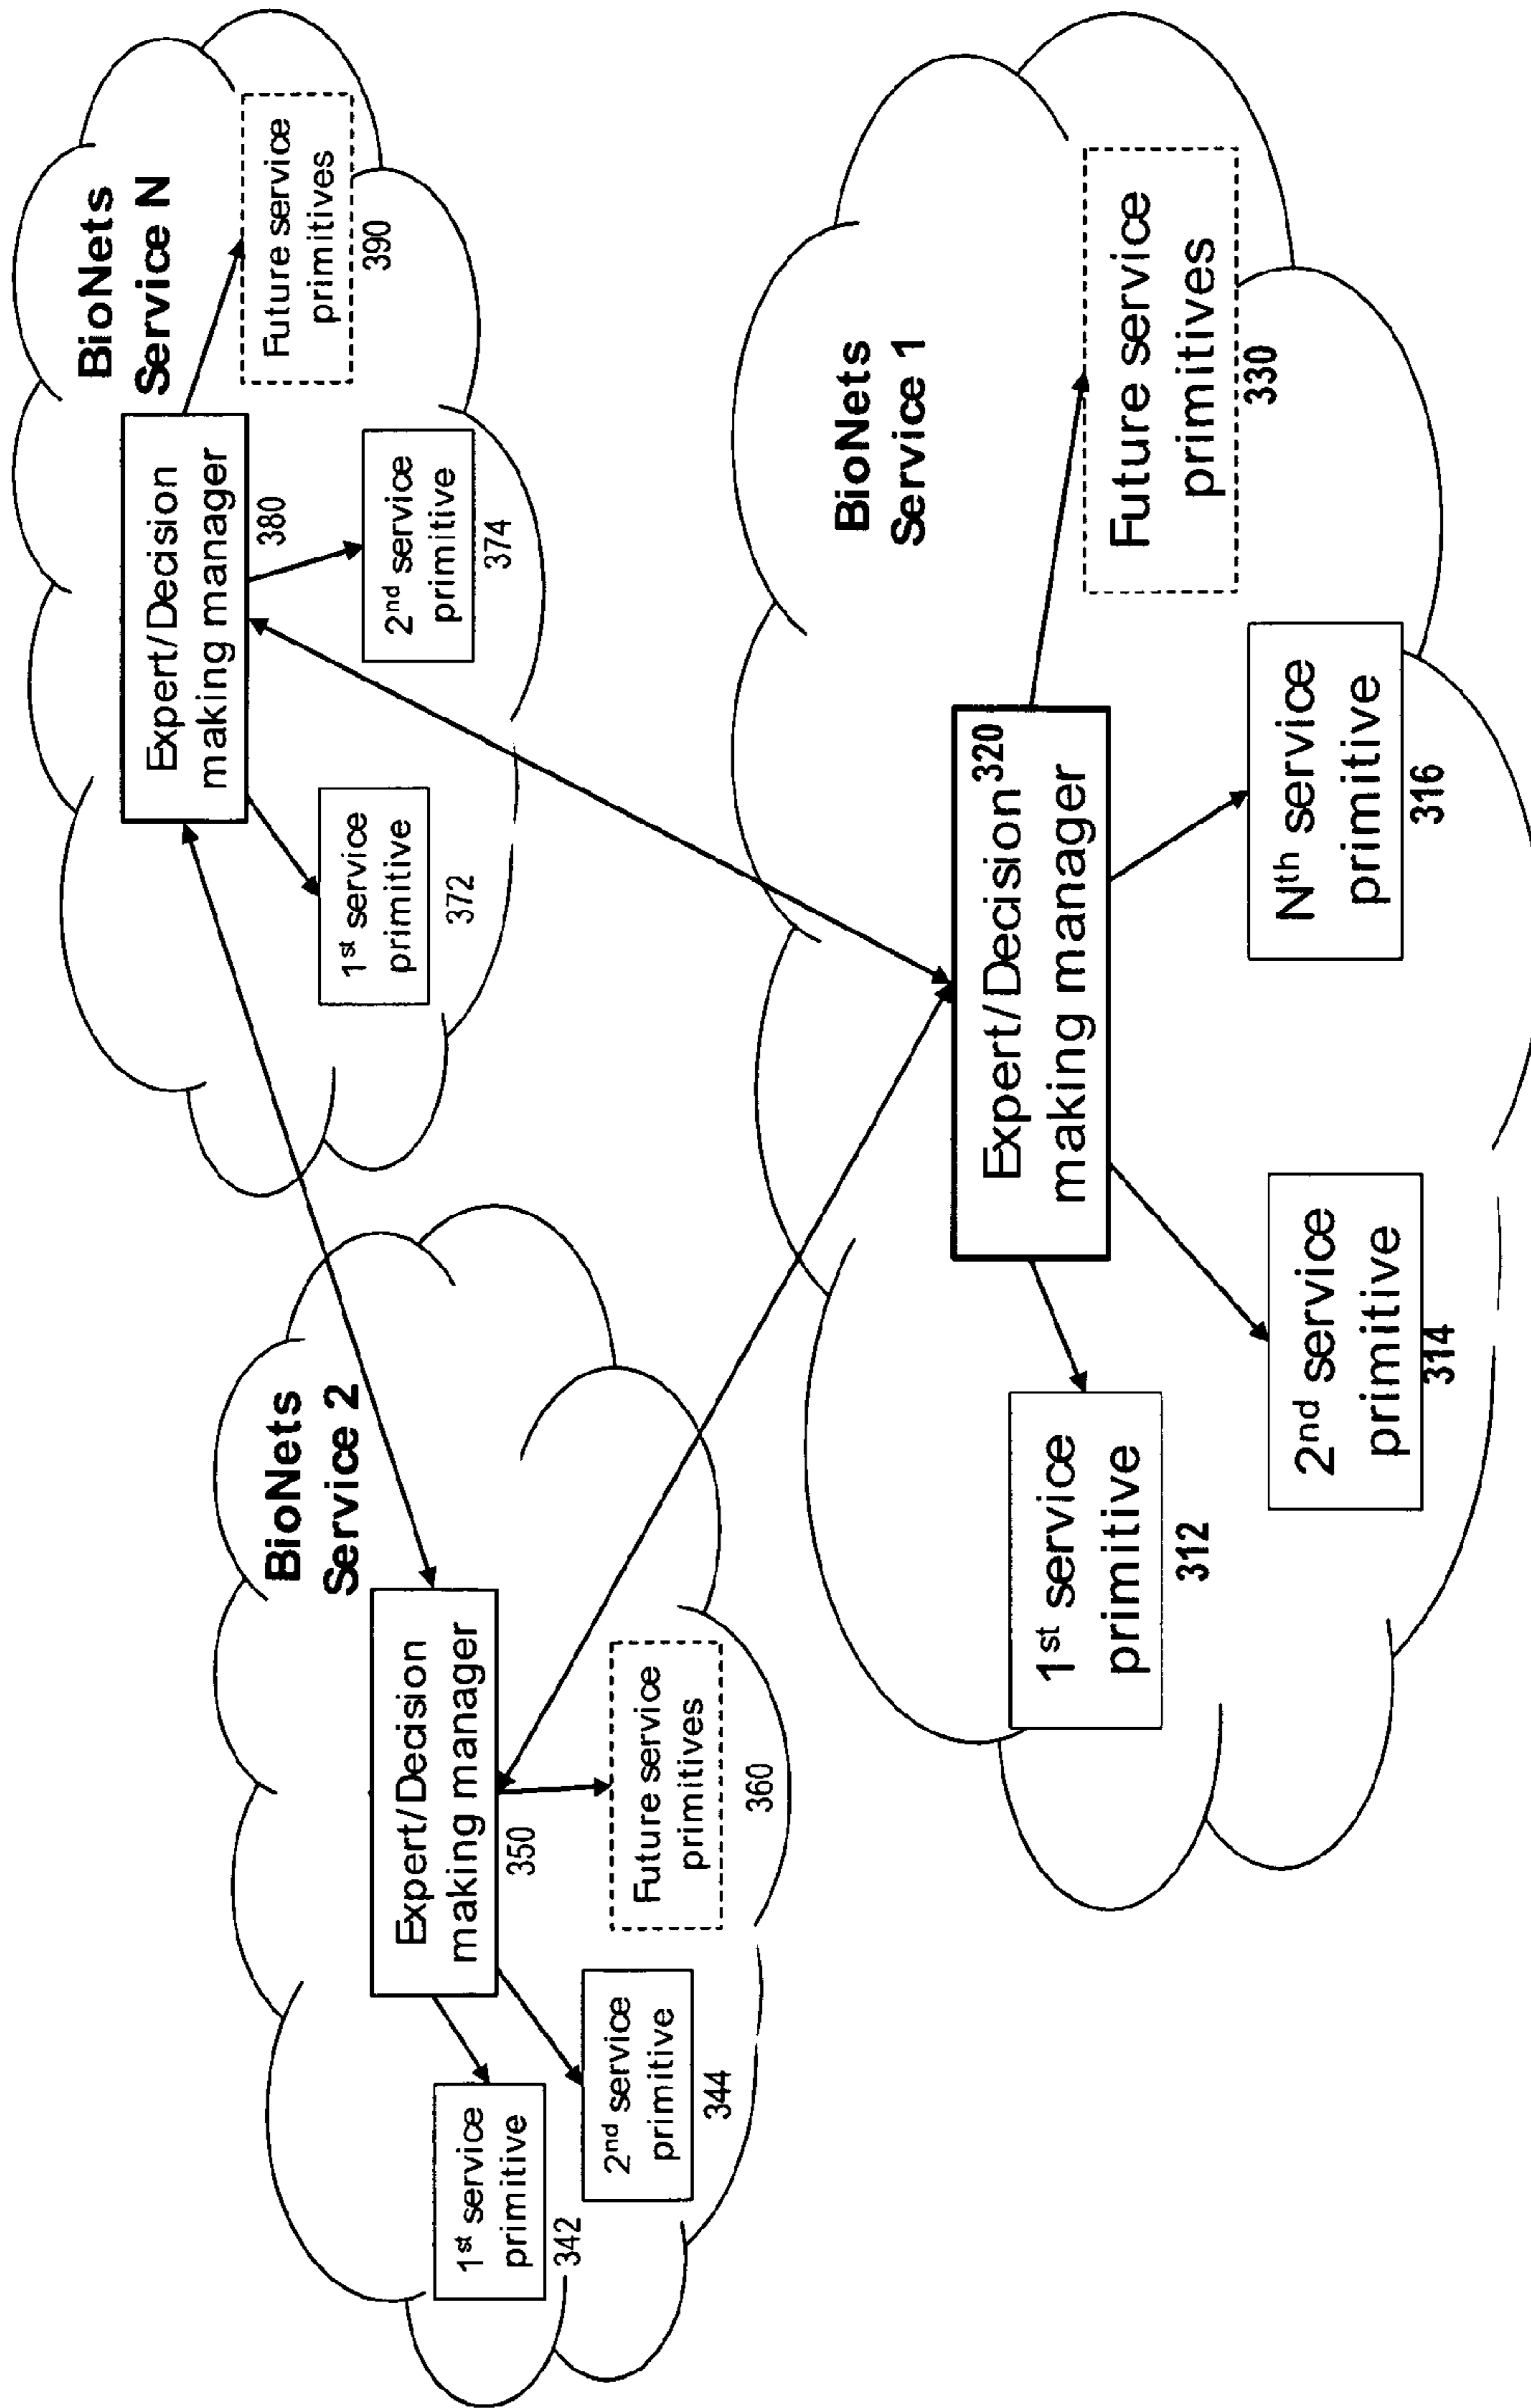 BioNets
Service 2
Expert/Decision
making manager
350
1st service
primitive
342
2nd service
primitive
344
Future service
primitives
360
BioNets
Service N
Expert/Decision
making manager
380
1st service
primitive
372
2nd service
primitive
374
Future service
primitives
390
BioNets
Service 1
Expert/Decision 320
making manager
1st service
primitive
312
2nd service
primitive
314
Nth service
primitive
316
Future service
primitives
330